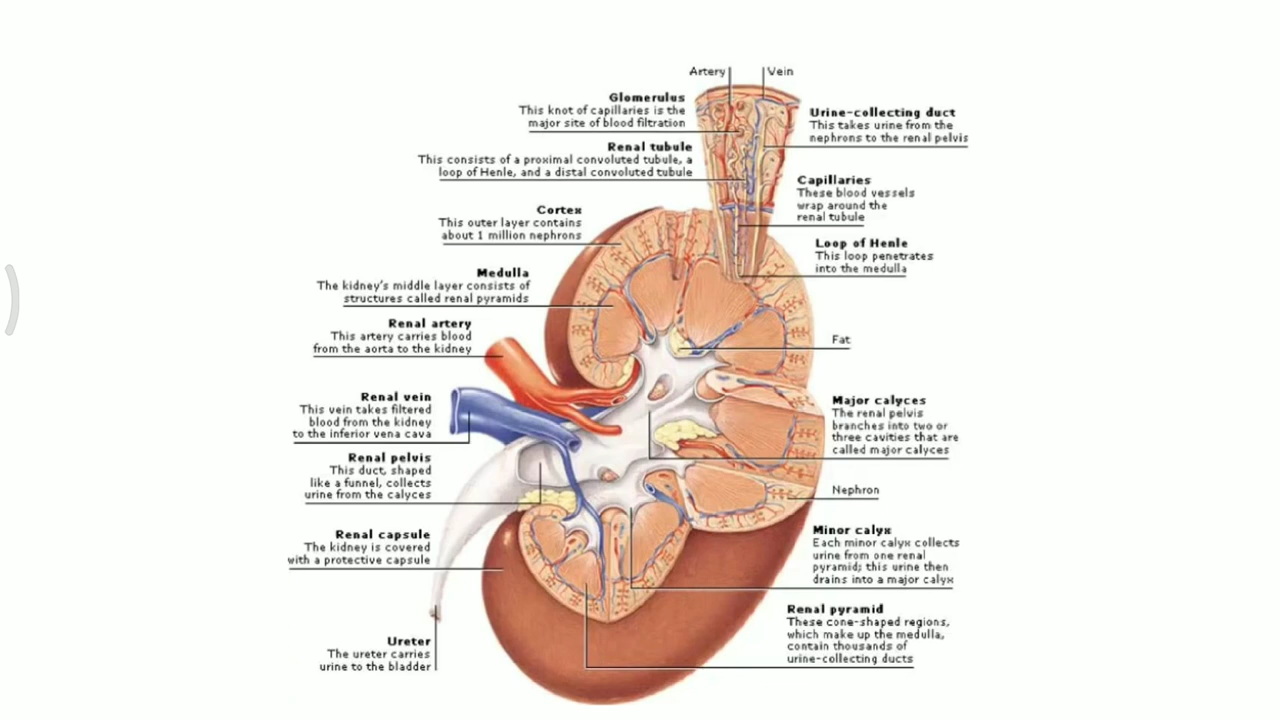 Artery
Vein
Glomerulus
This knot of capillaries is the
major site of blood filtration
Renal tubule
This consists of a proximal convoluted tubule, a
loop of Henle, and a distal convoluted tubule
Cortex
This outer layer contains
about 1 million nephrons
Medulla
The kidney's middle layer consists of
structures called renal pyramids
Renal artery
This artery carries blood
from the aorta to the kidney
Renal vein
This vein takes filtered
blood from the kidney
to the inferior vena cava
Renal pelvis
This duct, shaped
like a funnel, collects
urine from the calyces
Renal capsule
The kidney is covered
with a protective capsule
Ureter
The ureter carries
urine to the bladder
Urine-collecting duct
This takes urine from the
nephrons to the renal pelvis
Capillaries
These blood vessels
wrap around the
renal tubule
Loop of Henle
This loop penetrates
into the medulla
Fat
Major calyces
The renal pelvis
branches into two or
three cavities that are
called major calyces
Nephron
Minor calyx
Each minor calyx collects
urine from one renal
pyramid; this urine then
drains into a major calyx
Renal pyramid
These cone-shaped regions,
which make up the medulla,
contain thousands of
urine-collecting ducts